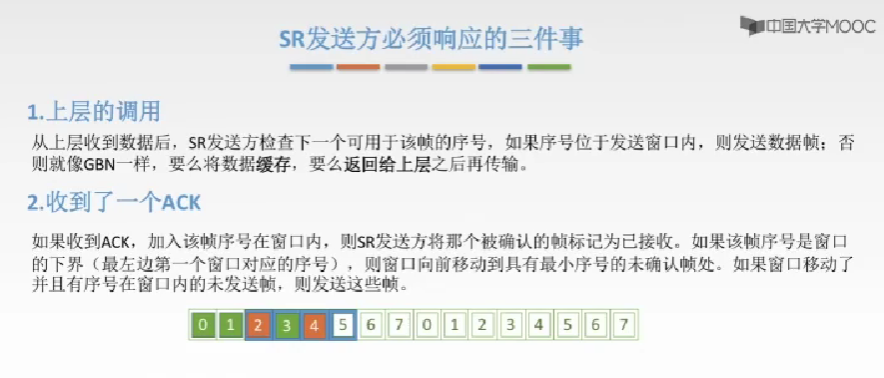 中国大学MOOC
SR发送方必须响应的三件事
1.上层的调用
从上层收到数据后，SR发送方检查下一个可用于该帧的序号，如果序号位于发送窗口内，则发送数据帧；否
则就像GBN一样，要么将数据缓存，要么返回给上层之后再传输。
2.收到了一个ACK
如果收到ACK，加入该帧序号在窗口内，则SR发送方将那个被确认的帧标记为已接收。如果该帧序号是窗口
的下界（最左边第一个窗口对应的序号），则窗口向前移动到具有最小序号的未确认帧处。如果窗口移动了
并且有序号在窗口内的未发送帧，则发送这些帧。
0 1 2 3 4 5 6 7 0 1 2 3 4 5 6 7